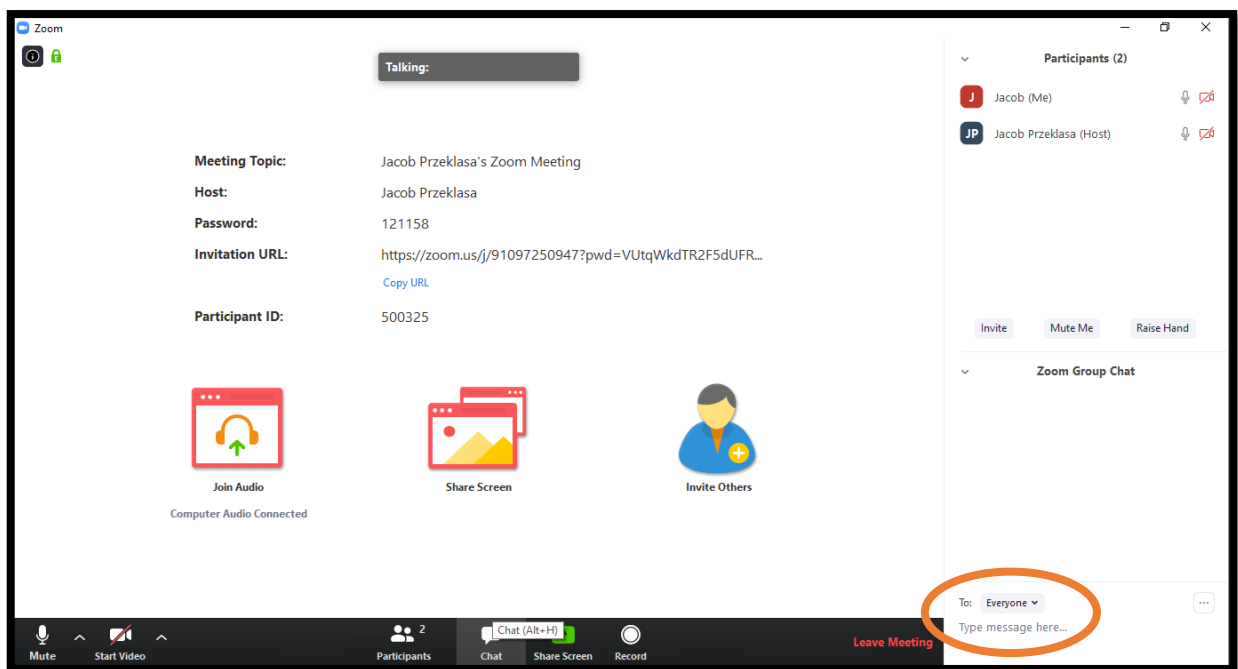 Zoom
Talking:
Meeting Topic: Jacob Przeklasa's Zoom Meeting
Host: Jacob Przeklasa
Password: 121158
Invitation URL: https://zoom.us/j/91097250947?pwd=VUtqWkdTR2F5dUFR...
Copy URL
Participant ID: 500325
Join Audio
Computer Audio Connected
Share Screen
Invite Others
Participants (2)
J Jacob (Me)
JP Jacob Przeklasa (Host)
Invite Mute Me Raise Hand
Zoom Group Chat
To: Everyone
Type message here...
Mute Start Video
2
Participants
Chat (Alt+H)
Chat Share Screen Record
Leave Meeting